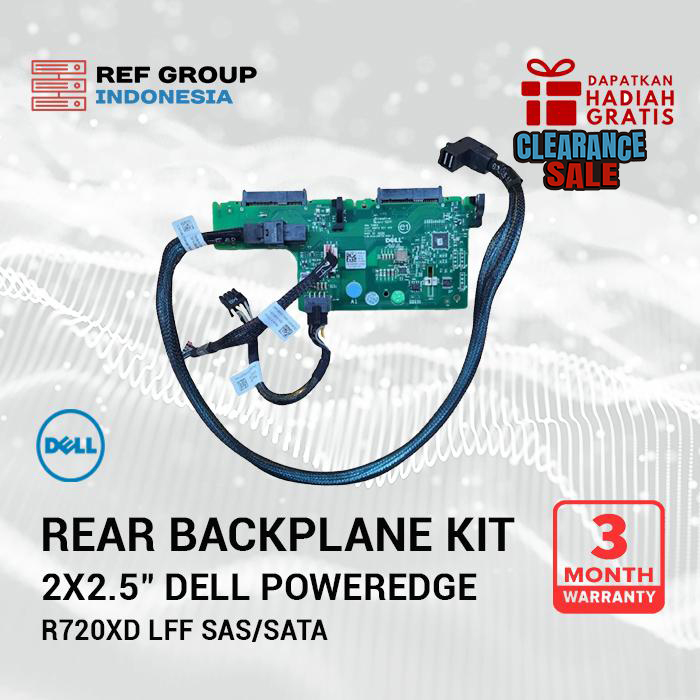 REF GROUP
INDONESIA
DAPATKAN
HADIAH
GRATIS
CLEARANCE
SALE
DELL
DELL
REAR BACKPLANE KIT
2X2.5" DELL POWEREDGE
R720XD LFF SAS/SATA
3
MONTH
WARRANTY